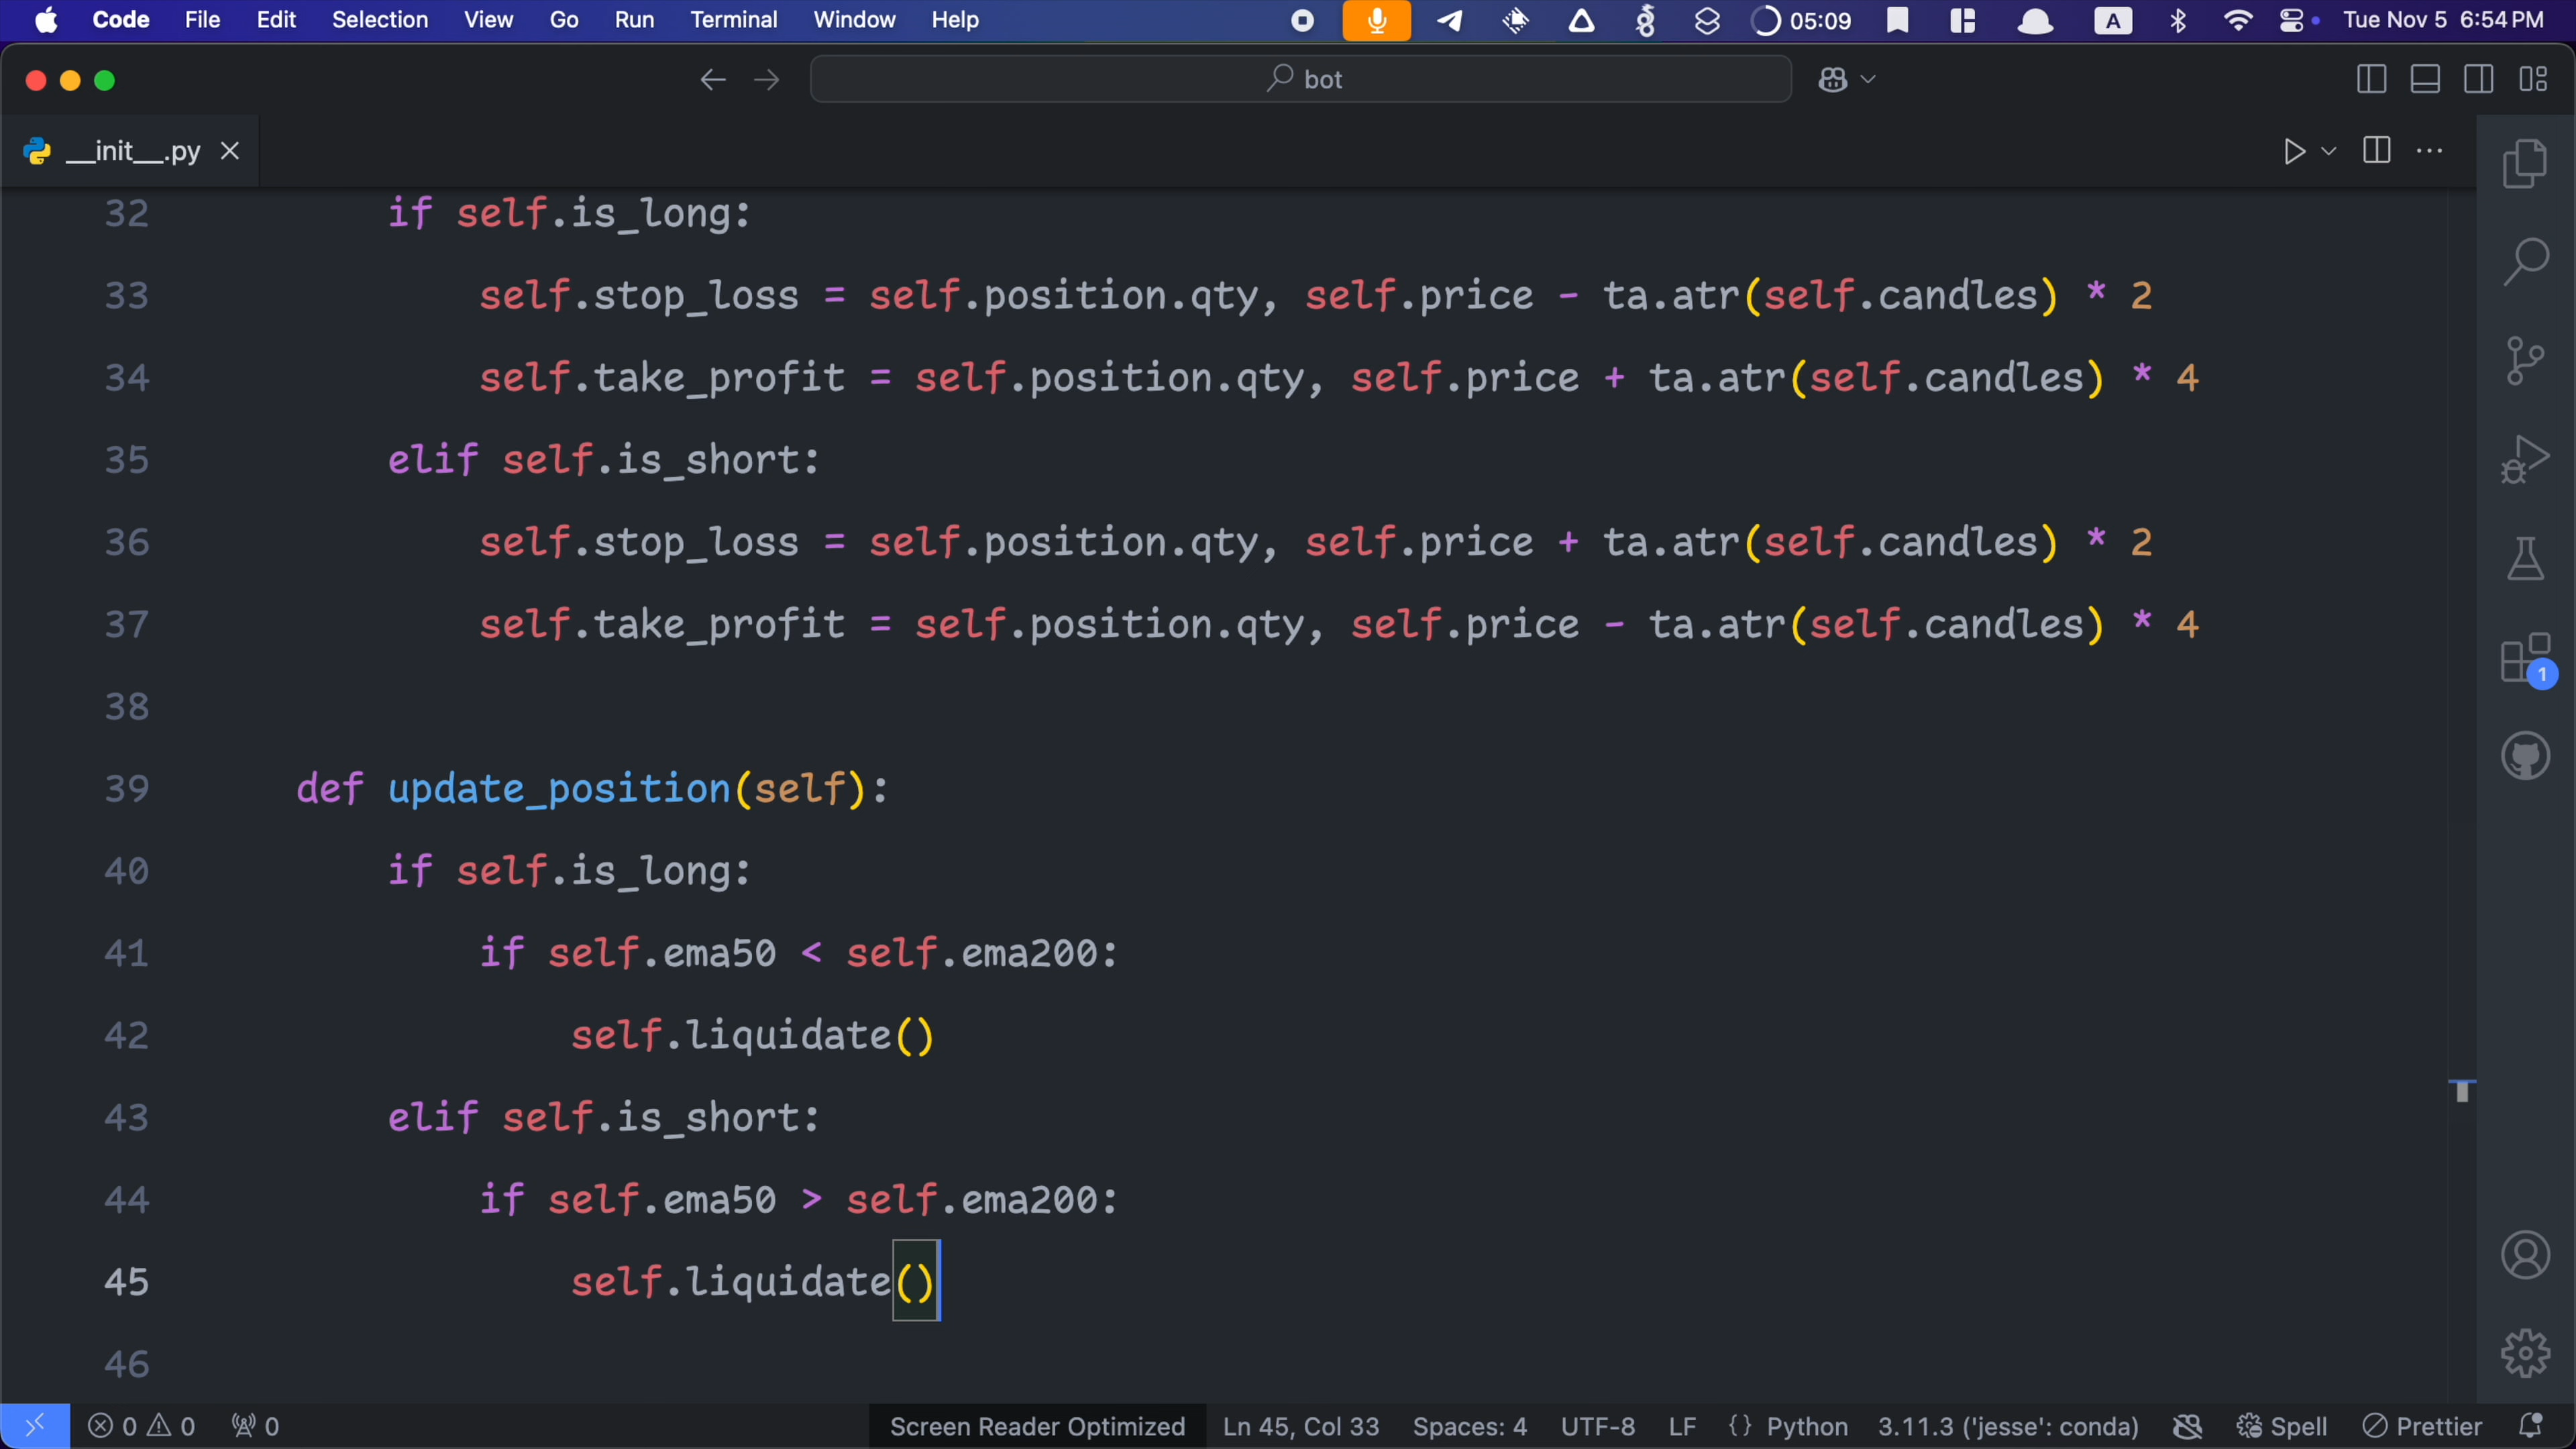 Code File Edit Selection View Go Run Terminal Window Help 05:09 A Tue Nov 5 6:54 PM
bot
__init__.py
32 if self.is_long:
33 self.stop_loss = self.position.qty, self.price - ta.atr(self.candles) * 2
34 self.take_profit = self.position.qty, self.price + ta.atr(self.candles) * 4
35 elif self.is_short:
36 self.stop_loss = self.position.qty, self.price + ta.atr(self.candles) * 2
37 self.take_profit = self.position.qty, self.price - ta.atr(self.candles) * 4
38
39 def update_position(self):
40 if self.is_long:
41 if self.ema50 < self.ema200:
42 self.liquidate()
43 elif self.is_short:
44 if self.ema50 > self.ema200:
45 self.liquidate()
46
1
0 0 0 Screen Reader Optimized Ln 45, Col 33 Spaces: 4 UTF-8 LF {} Python 3.11.3 ('jesse': conda) Spell Prettier